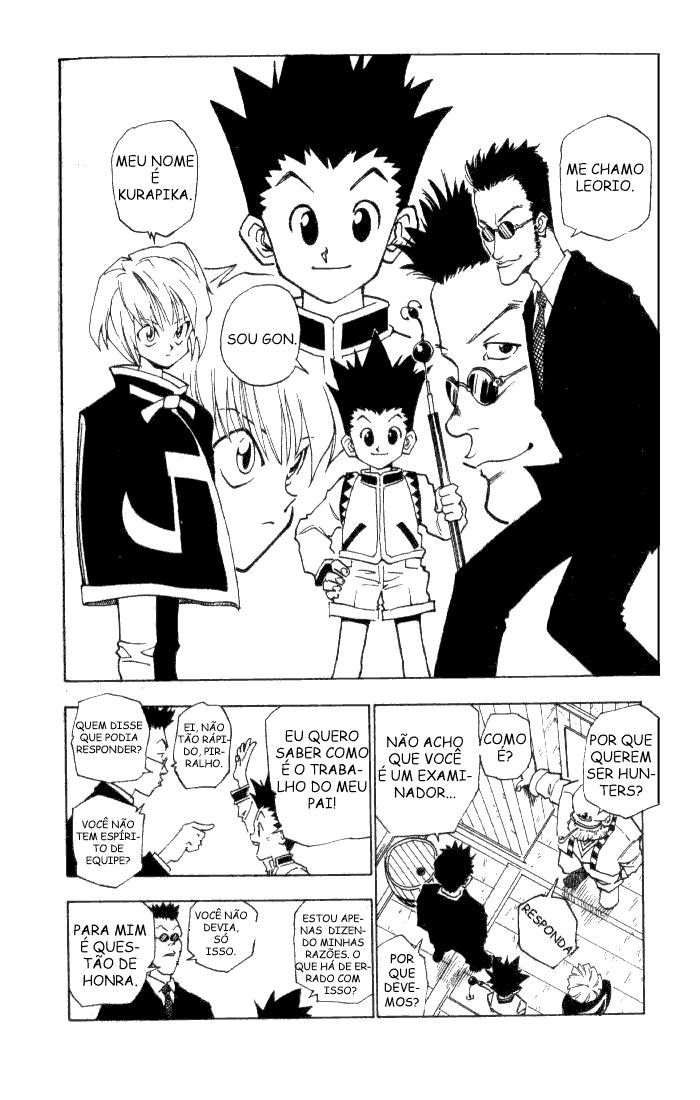 ME CHAMO
LEORIO.
SOU GON.
MEU NOME
É
KURAPIKA.
POR QUE
QUEREM
SER HUN-
TERS?
COMO
É?
NÃO ACHO
QUE VOCÊ
É UM EXAMI-
NADOR...
RESPONDA!
POR
QUE
DEVE-
MOS?
EU QUERO
SABER COMO
É O TRABA-
LHO DO MEU
PAI!
EI, NÃO
TÃO RÁPI-
DO, PIR-
RALHO.
QUEM DISSE
QUE PODIA
RESPONDER?
VOCÊ NÃO
TEM ESPÍRI-
TO DE
EQUIPE?
ESTOU APE-
NAS DIZEN-
DO MINHAS
RAZÕES. O
QUE HÁ DE ER-
RADO COM
ISSO?
VOCÊ NÃO
DEVIA,
SÓ
ISSO.
PARA MIM
É QUES-
TÃO DE
HONRA.